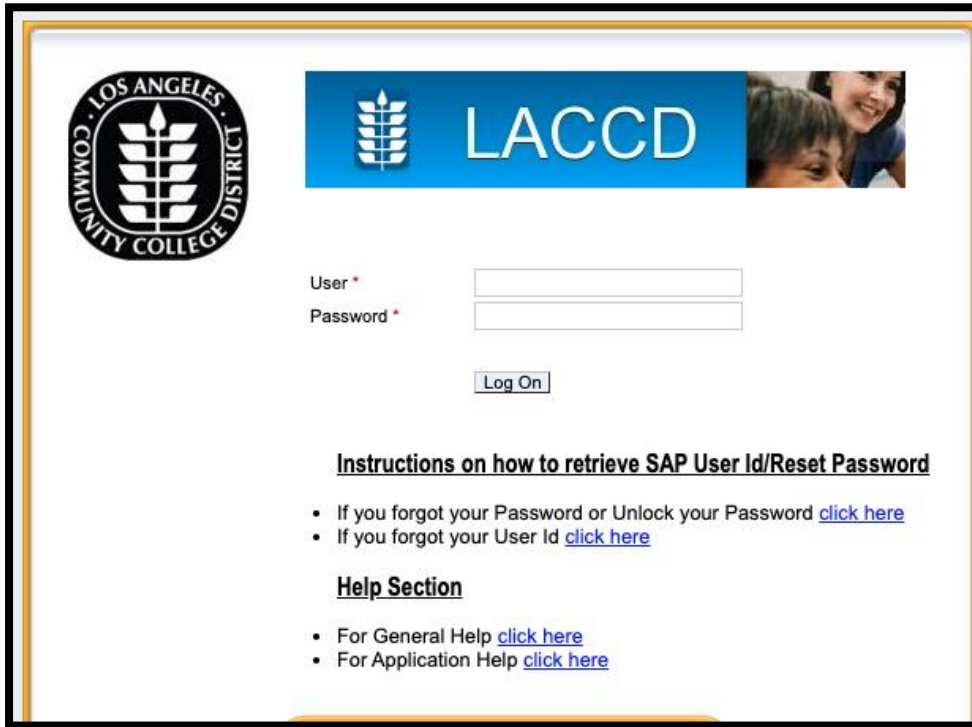 LOS ANGELES COMMUNITY COLLEGE DISTRICT
LACCD
User *
Password *
Log On
Instructions on how to retrieve SAP User Id/Reset Password
• If you forgot your Password or Unlock your Password click here
• If you forgot your User Id click here
Help Section
• For General Help click here
• For Application Help click here